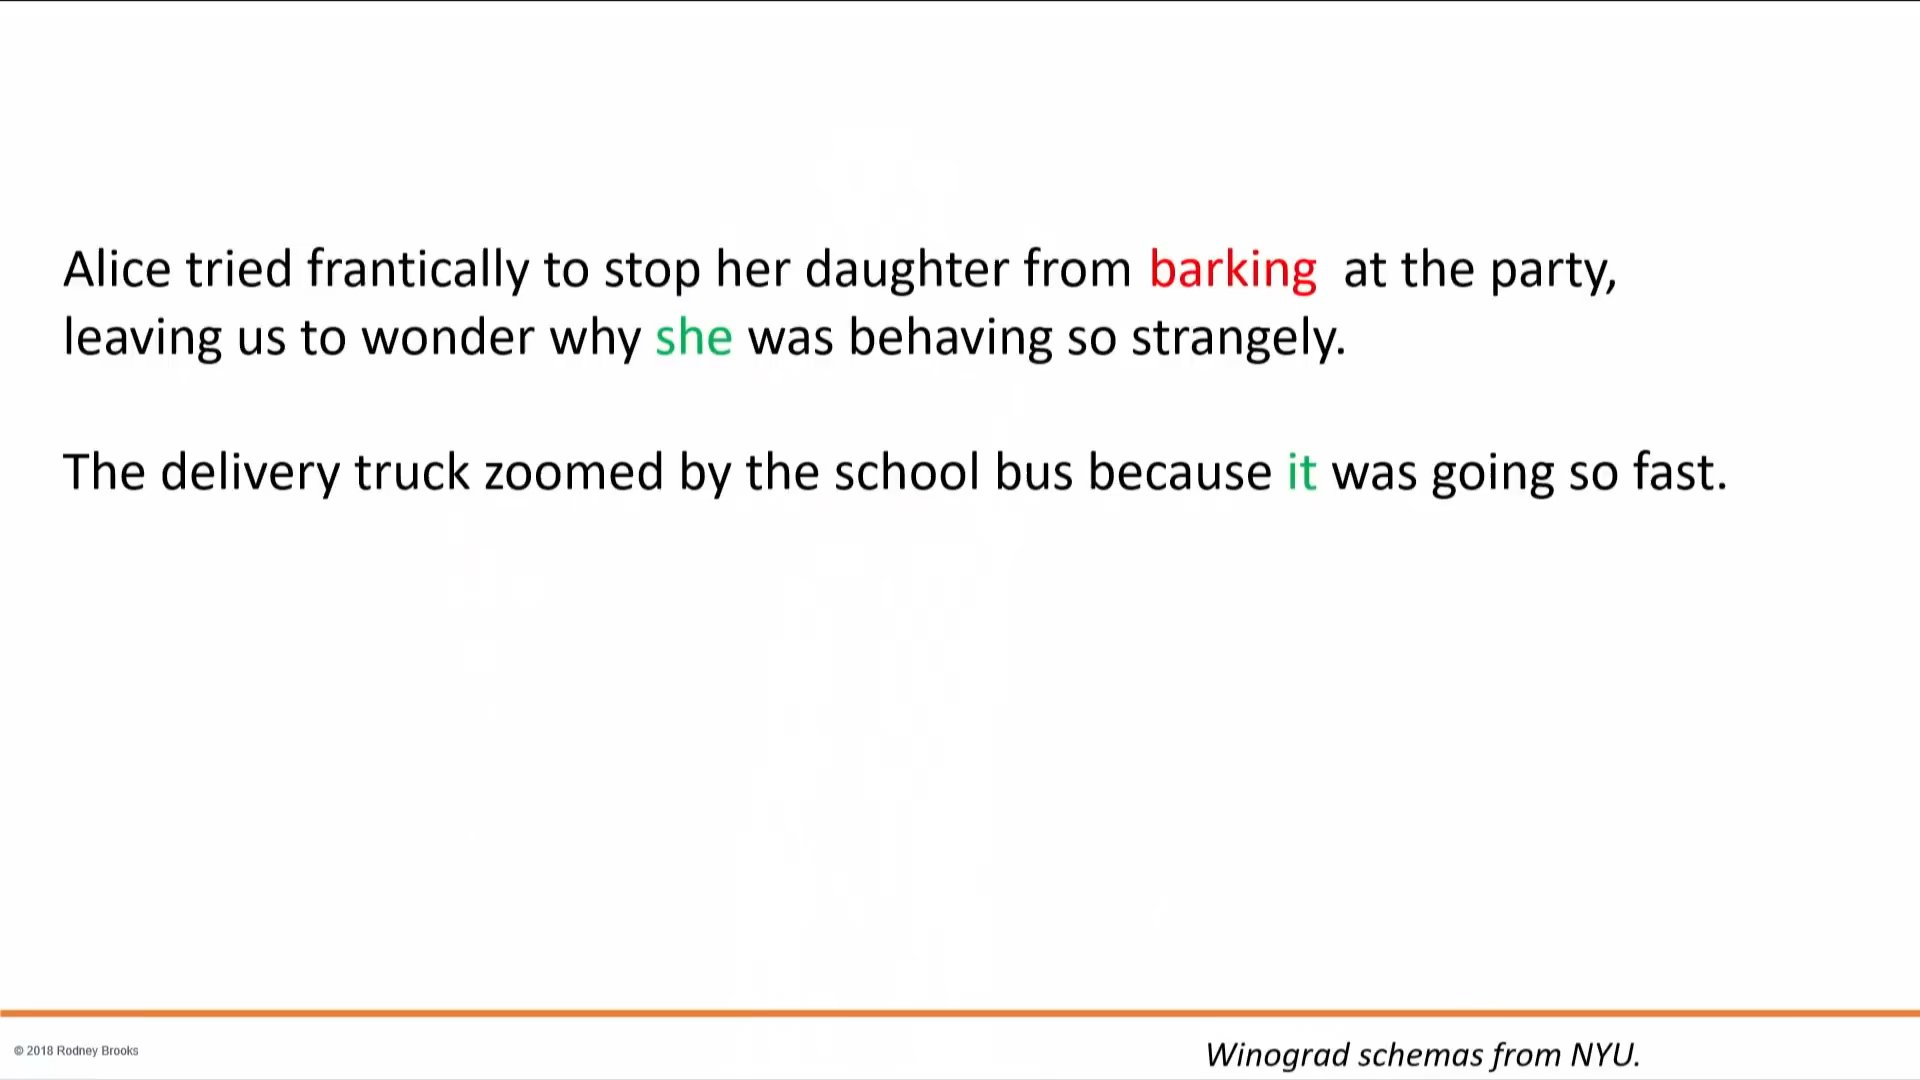 Alice tried frantically to stop her daughter from barking at the party,
leaving us to wonder why she was behaving so strangely.
The delivery truck zoomed by the school bus because it was going so fast.
© 2018 Rodney Brooks
Winograd schemas from NYU.